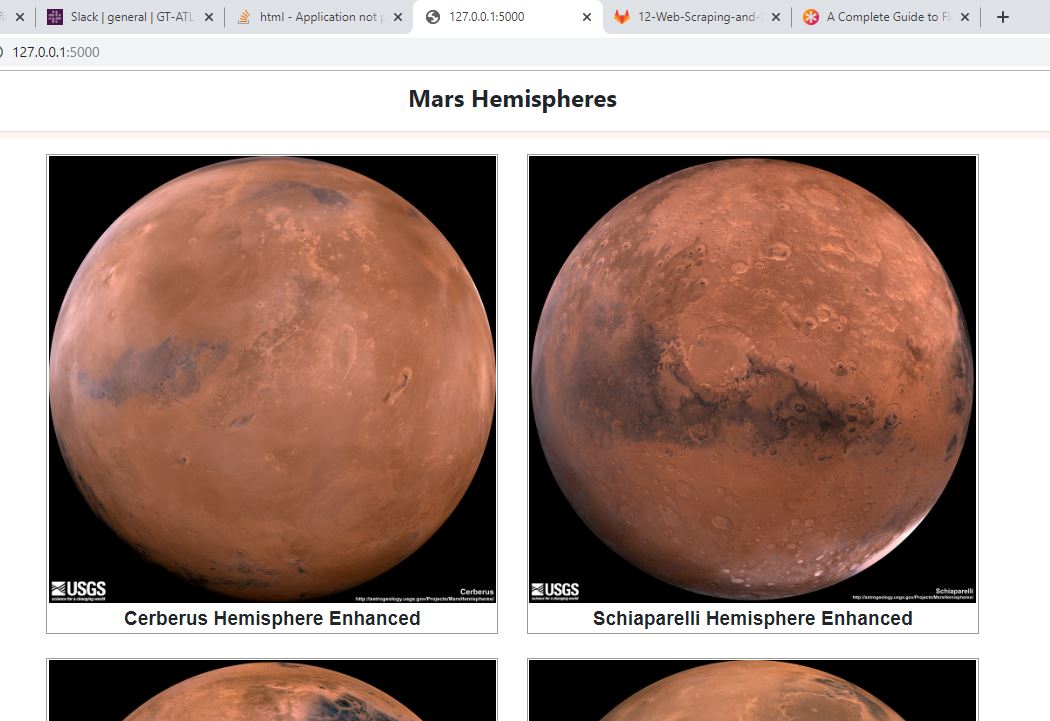 Slack | general | GT-ATL
html - Application not p
127.0.0.1:5000
12-Web-Scraping-and-
A Complete Guide to Fl
127.0.0.1:5000
Mars Hemispheres
USGS
science for a changing world
Cerberus
http://astrogeology.usgs.gov/Projects/MarsHemispheres/
USGS
science for a changing world
Schiaparelli
http://astrogeology.usgs.gov/Projects/MarsHemispheres/
Cerberus Hemisphere Enhanced
Schiaparelli Hemisphere Enhanced